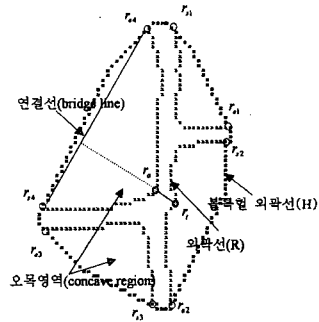 r_s4 r_s1
연결선(bridge line)
r_e1
r_e2
r_e
r_t
볼록헐 외곽선(H)
r_e4
외곽선(R)
r_e3
오목영역(concave region)
r_s3 r_s2